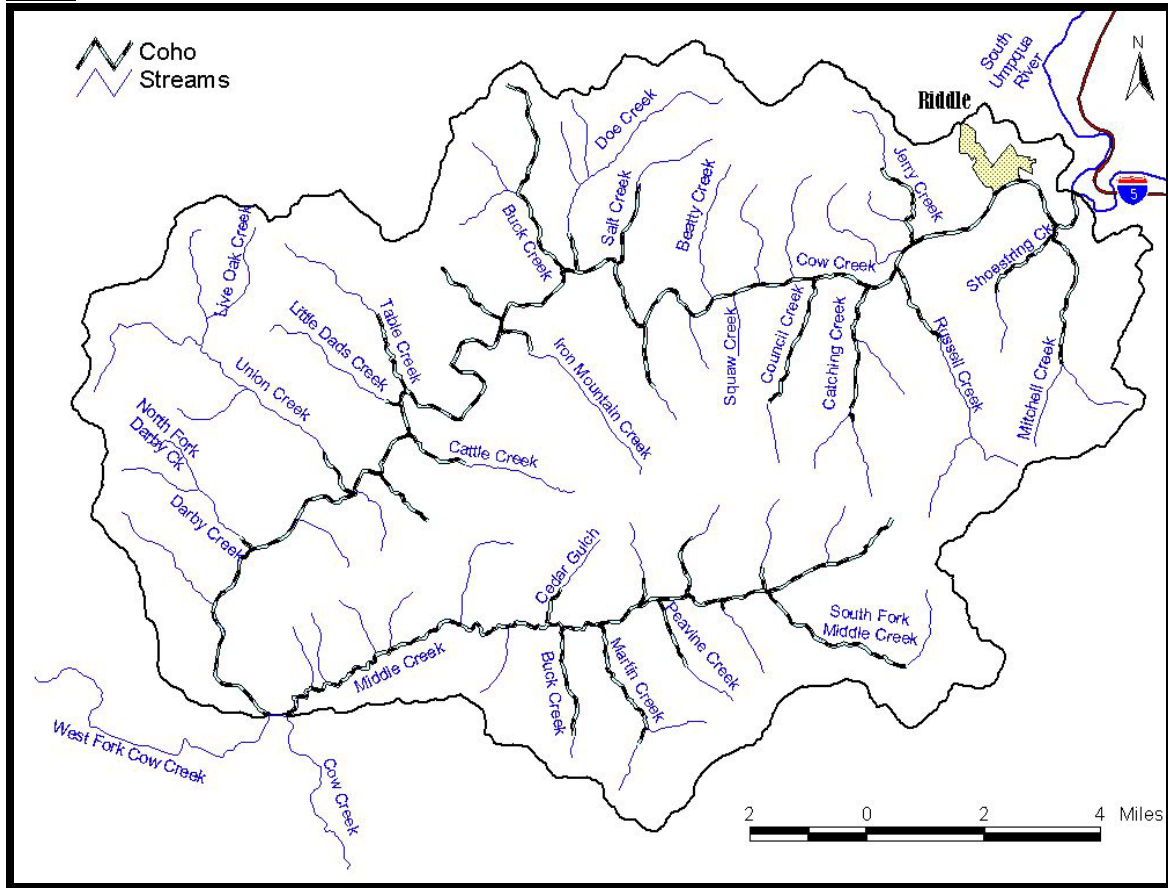 Coho
Streams
South
Umpqua
River
N
Riddle
5
Doe Creek
Jerry Creek
Salt Creek
Beatty Creek
Buck Creek
Live Oak Creek
Cow Creek
Shoestring Ck
Table Creek
Little Dads Creek
Squaw Creek
Council Creek
Catching Creek
Russell Creek
Mitchell Creek
Iron Mountain Creek
Union Creek
North Fork
Darby Ck
Cattle Creek
Darby Creek
Cedar Gulch
South Fork
Middle Creek
Peavine Creek
Martin Creek
Buck Creek
Middle Creek
West Fork Cow Creek
Cow Creek
2 0 2 4 Miles